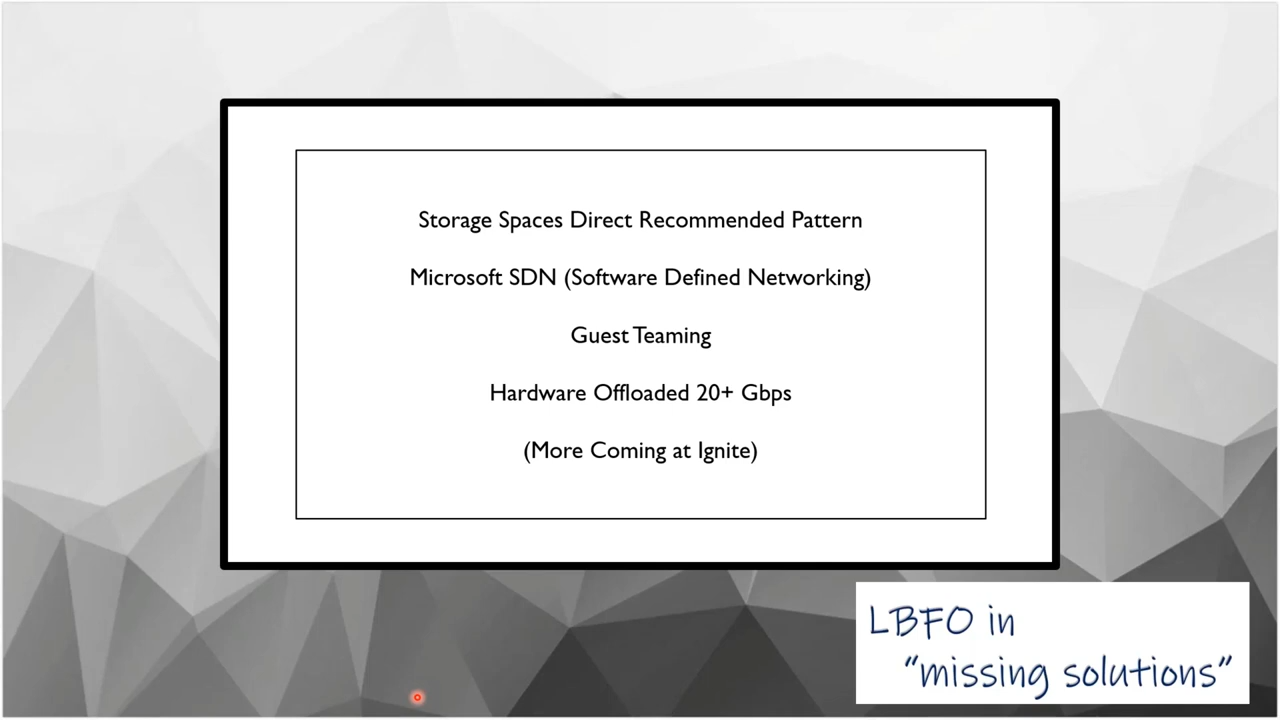 Storage Spaces Direct Recommended Pattern
Microsoft SDN (Software Defined Networking)
Guest Teaming
Hardware Offloaded 20+ Gbps
(More Coming at Ignite)
LBFO in
“missing solutions”